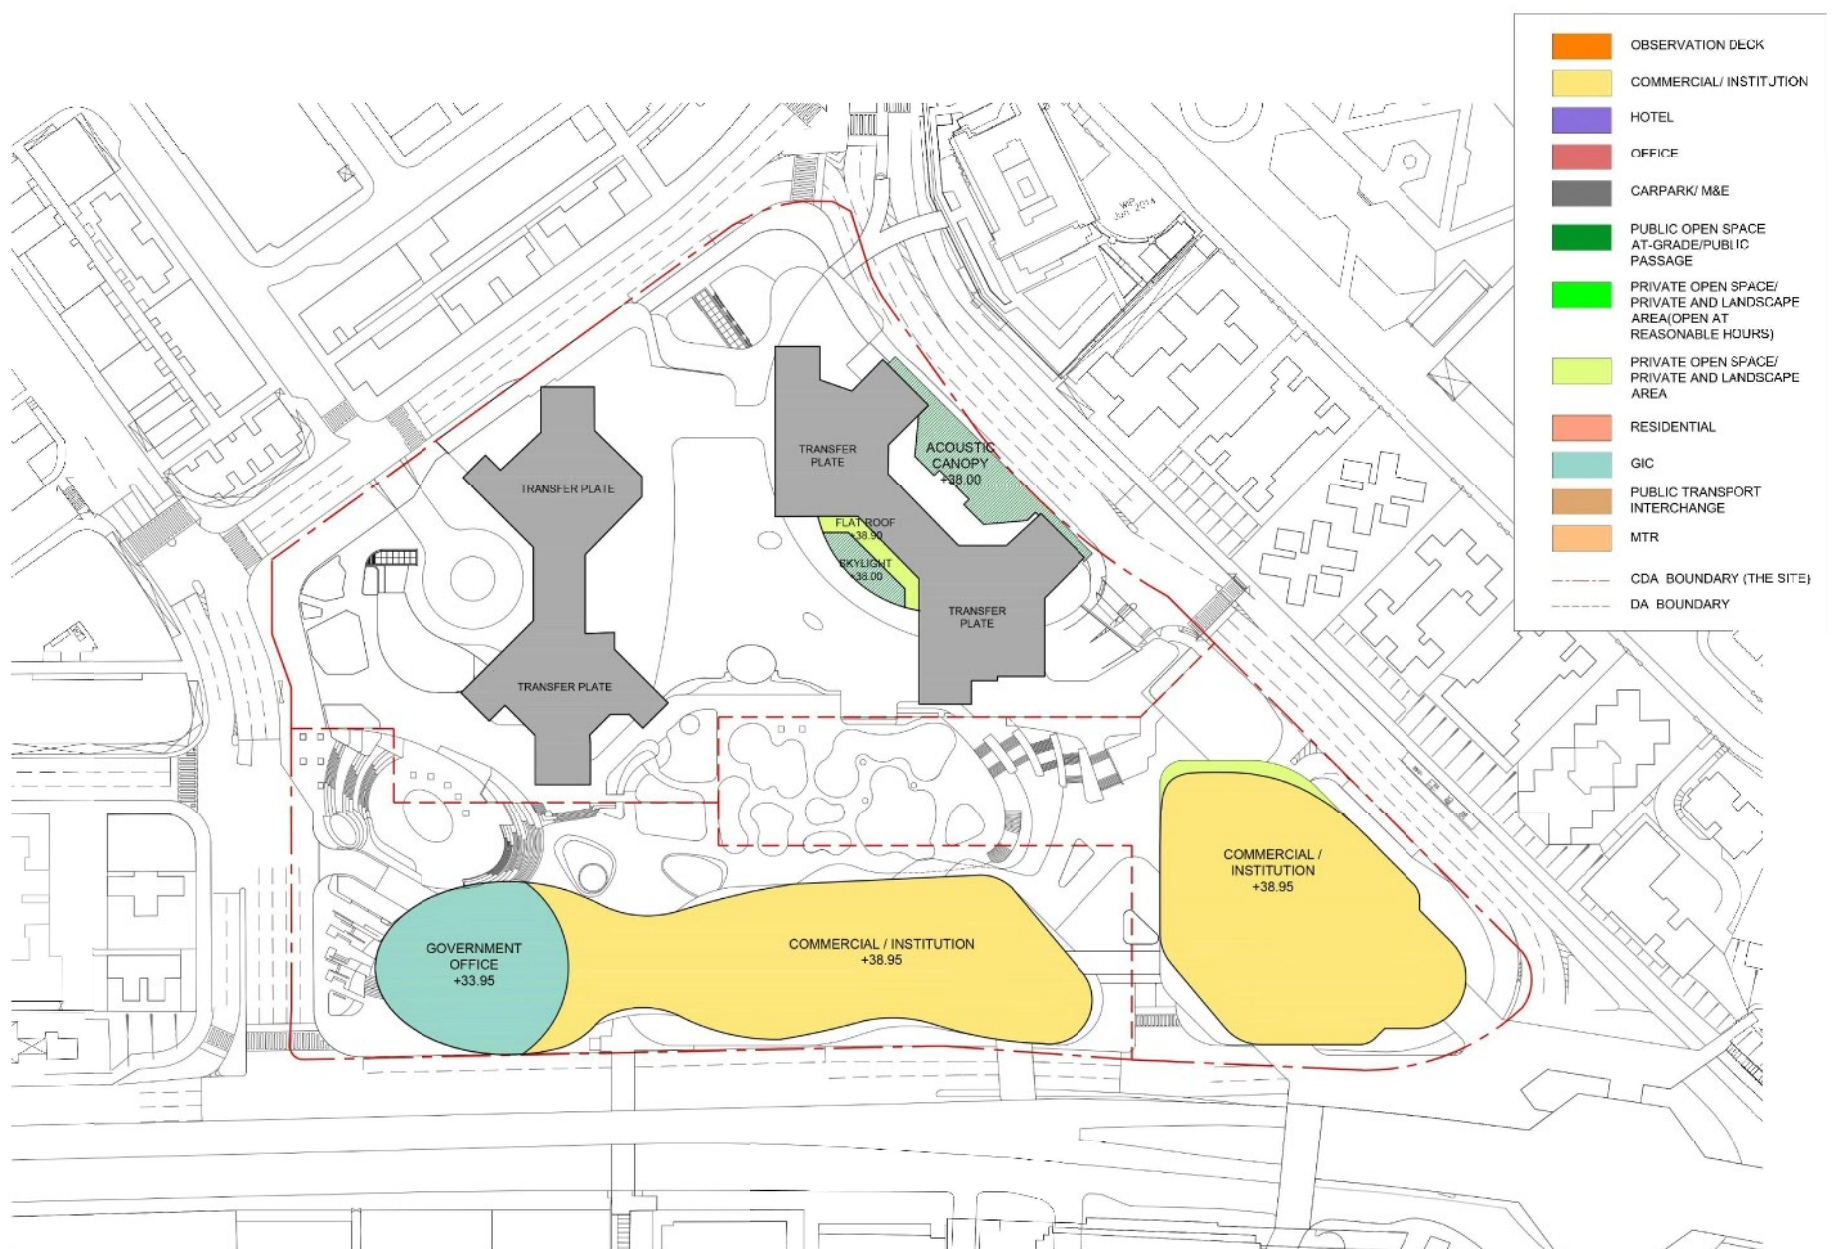 OBSERVATION DECK
COMMERCIAL/ INSTITUTION
HOTEL
OFFICE
CARPARK/ M&E
PUBLIC OPEN SPACE
AT-GRADE/PUBLIC
PASSAGE
PRIVATE OPEN SPACE/
PRIVATE AND LANDSCAPE
AREA(OPEN AT
REASONABLE HOURS)
PRIVATE OPEN SPACE/
PRIVATE AND LANDSCAPE
AREA
RESIDENTIAL
GIC
PUBLIC TRANSPORT
INTERCHANGE
MTR
CDA BOUNDARY (THE SITE)
DA BOUNDARY
WIP
Jun 2014
TRANSFER
PLATE
ACOUSTIC
CANOPY
+38.00
TRANSFER PLATE
FLAT ROOF
+38.90
SKYLIGHT
+38.00
TRANSFER
PLATE
TRANSFER PLATE
COMMERCIAL /
INSTITUTION
+38.95
GOVERNMENT
OFFICE
+33.95
COMMERCIAL / INSTITUTION
+38.95